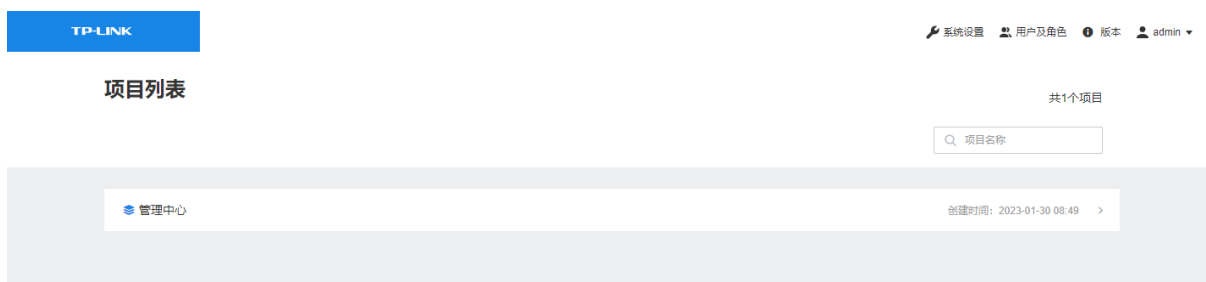 TP-LINK 系统设置 用户及角色 版本 admin
项目列表
共1个项目
项目名称
管理中心 创建时间：2023-01-30 08:49